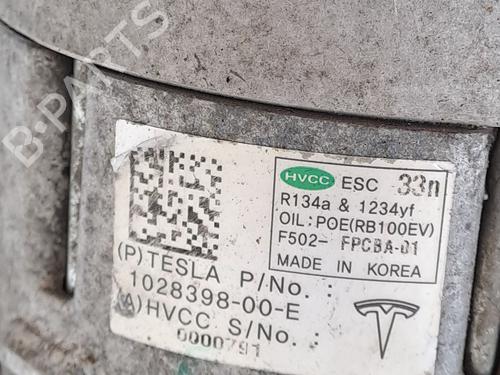 B-PARTS
HVCC ESC 33n
R134a & 1234yf
OIL:POE(RB100EV)
F502- FPCBA-01
MADE IN KOREA
(P)TESLA P/No.:
1028398-00-E
(A)HVCC S/No.:
0000791